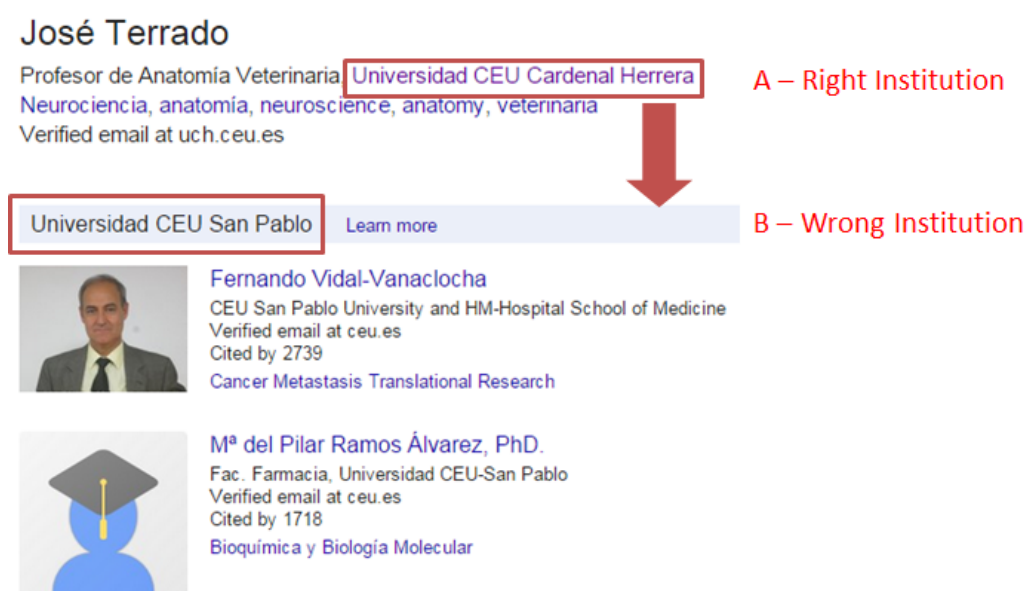 José Terrado
Profesor de Anatomía Veterinaria, Universidad CEU Cardenal Herrera
A – Right Institution
Neurociencia, anatomía, neuroscience, anatomy, veterinaria
Verified email at uch.ceu.es
Universidad CEU San Pablo Learn more
B – Wrong Institution
Fernando Vidal-Vanaclocha
CEU San Pablo University and HM-Hospital School of Medicine
Verified email at ceu.es
Cited by 2739
Cancer Metastasis Translational Research
Mª del Pilar Ramos Álvarez, PhD.
Fac. Farmacia, Universidad CEU-San Pablo
Verified email at ceu.es
Cited by 1718
Bioquímica y Biología Molecular